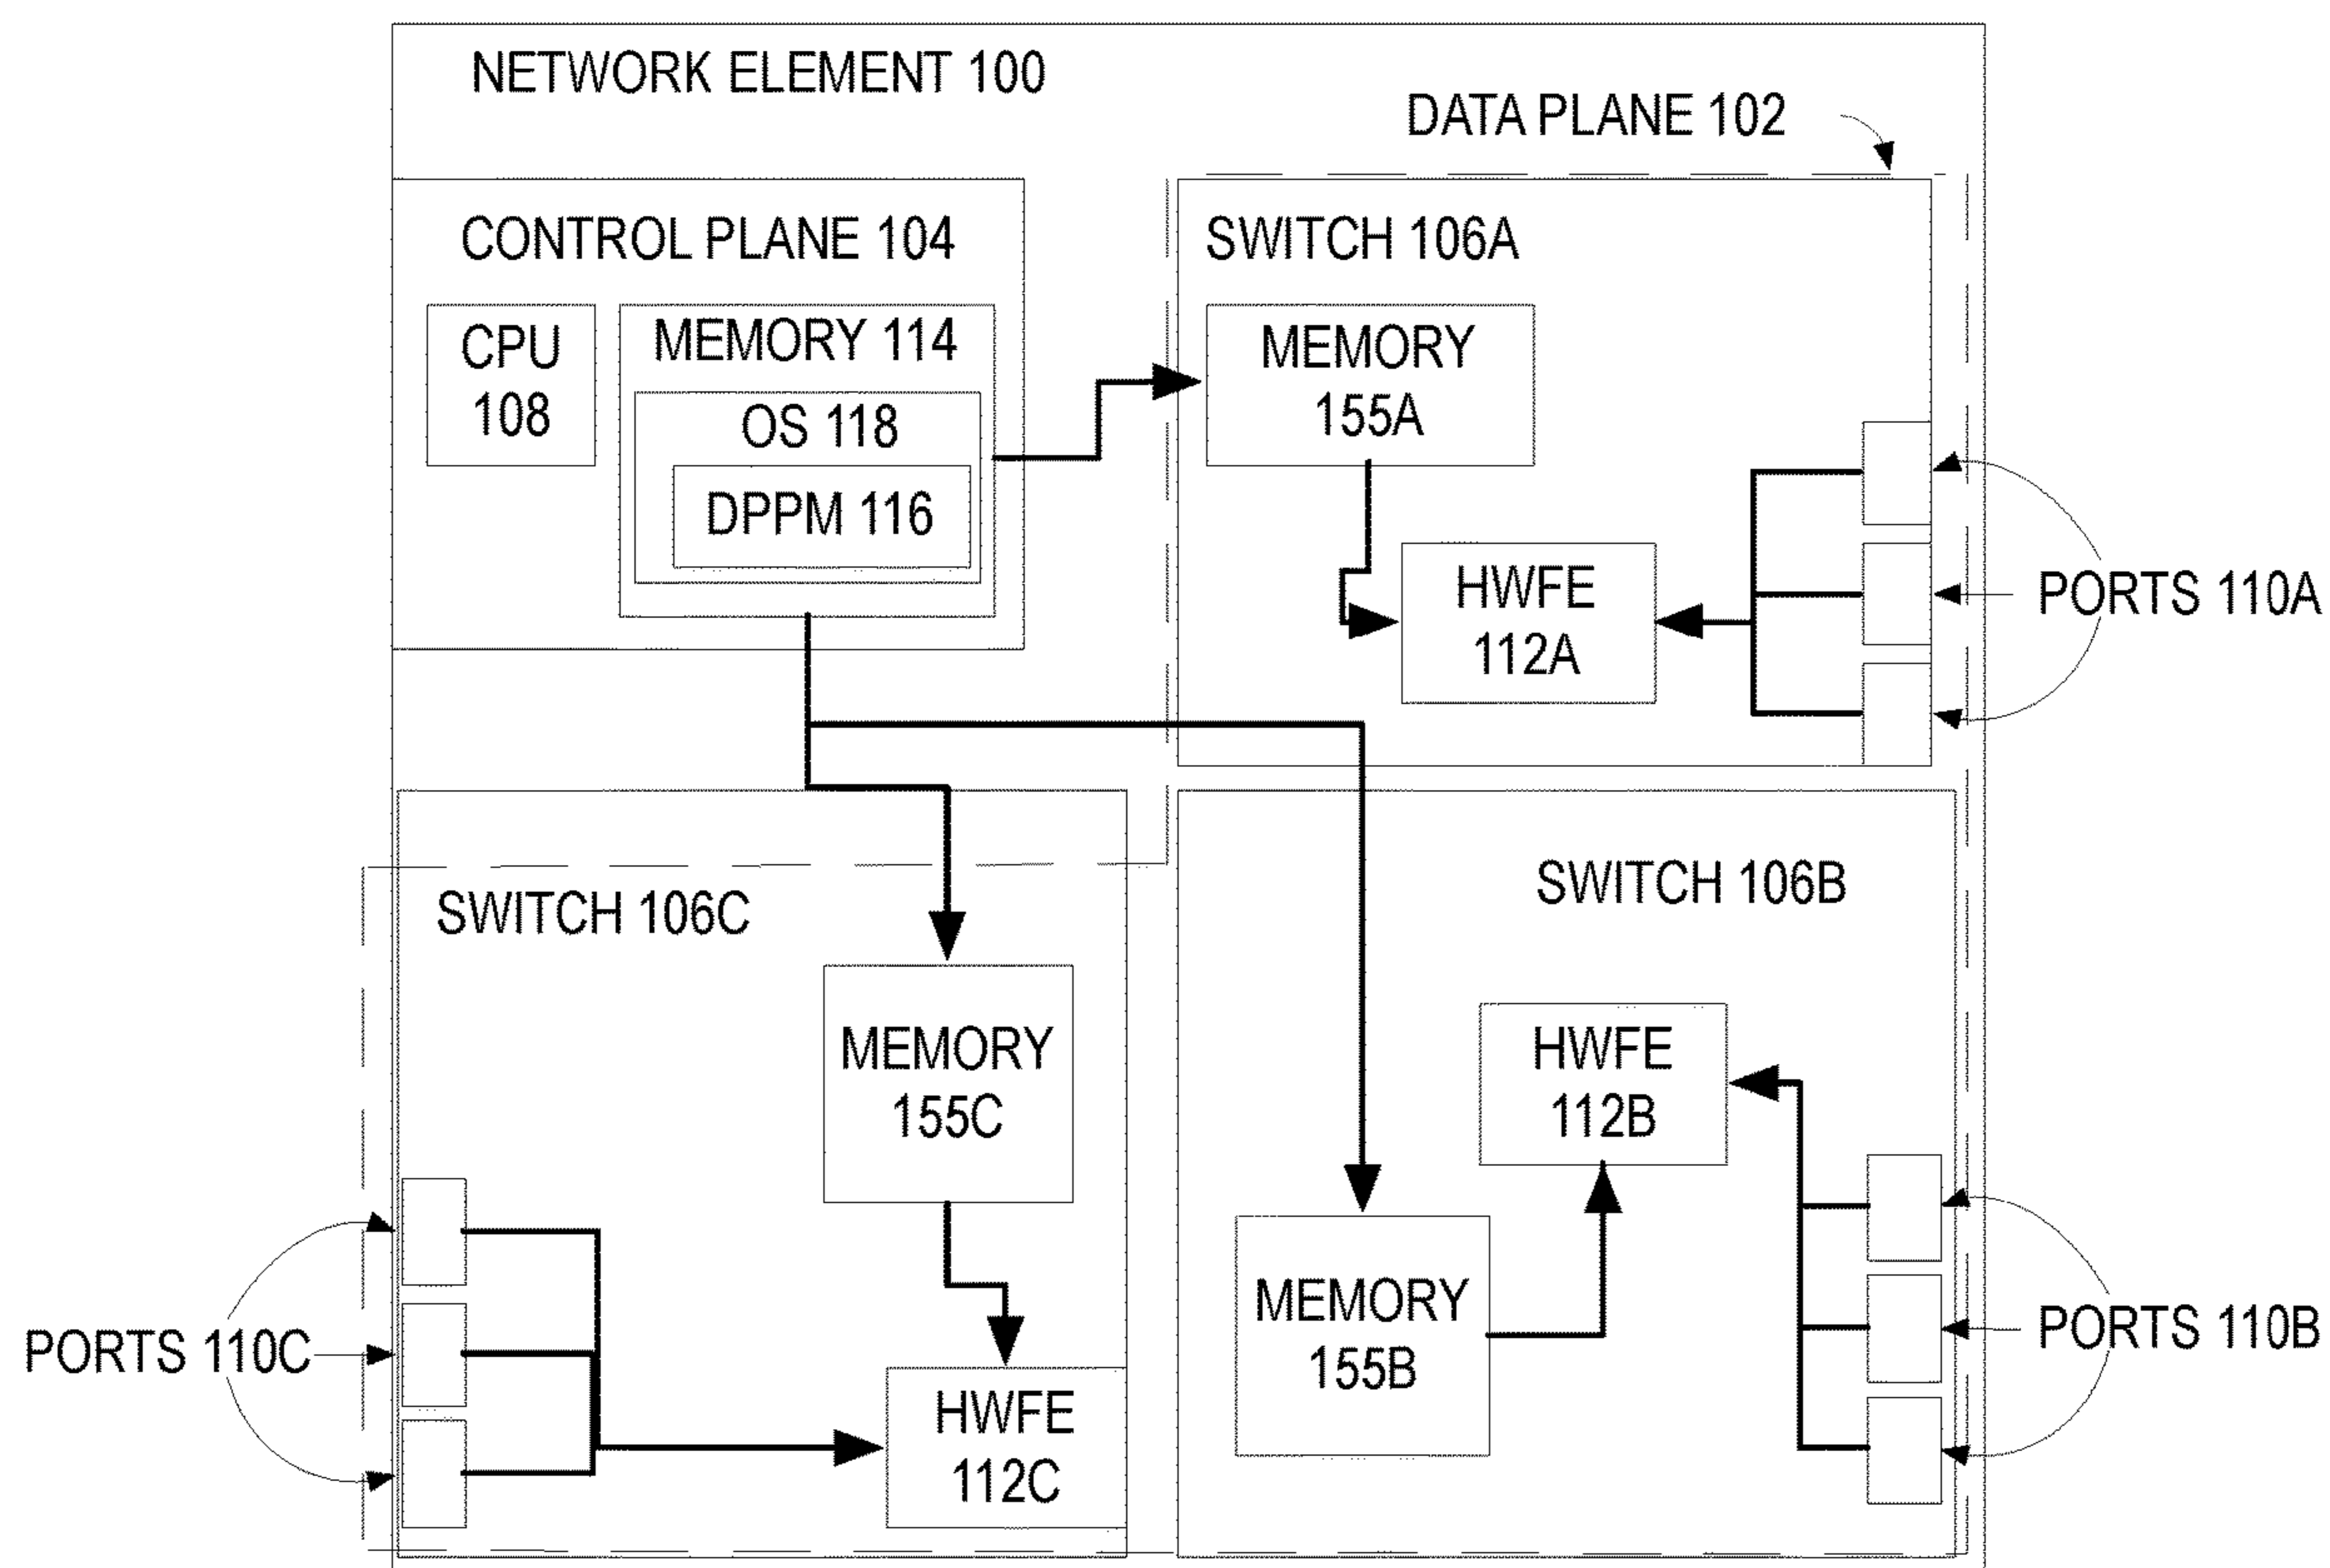 NETWORK ELEMENT 100
DATA PLANE 102
CONTROL PLANE 104
CPU
108
MEMORY 114
OS 118
DPPM 116
SWITCH 106A
MEMORY
155A
HWFE
112A
PORTS 110A
SWITCH 106C
MEMORY
155C
HWFE
112C
PORTS 110C
SWITCH 106B
HWFE
112B
MEMORY
155B
PORTS 110B